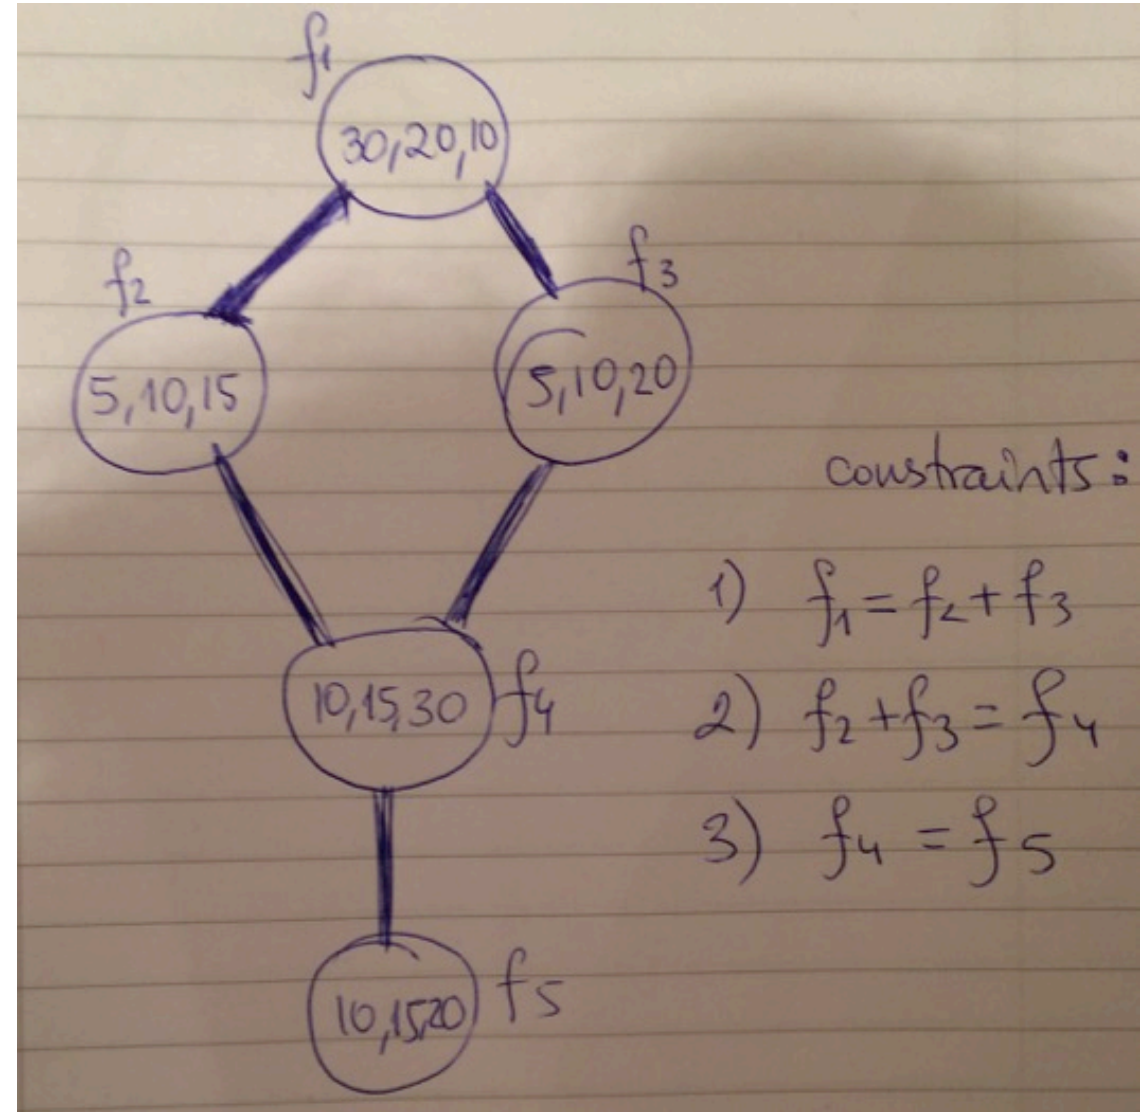 f1
30,20,10
f2
f3
5,10,15
5,10,20
constraints:
1) f1 = f2 + f3
10,15,30 f4
2) f2 + f3 = f4
3) f4 = f5
10,15,20 f5